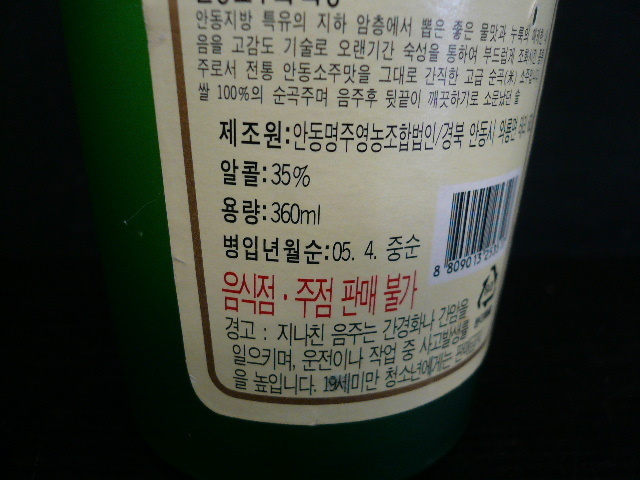 안동지방 특유의 지하 암층에서 뽑은 좋은 물맛과 누룩의
음을 고감도 기술로 오랜기간 숙성을 통하여 부드럽게
주로서 전통 안동소주맛을 그대로 간직한 고급 순곡(米)
쌀 100%의 순곡주며 음주후 뒷끝이 깨끗하기로 소문났던 술
제조원:안동명주영농조합법인/경북 안동시 와룡면
알콜:35%
용량:360ml
병입년월순:05. 4. 중순
8 809013
음식점·주점 판매 불가
경고 : 지나친 음주는 간경화나 간암을
일으키며, 운전이나 작업 중 사고발생률
을 높입니다. 19세미만 청소년에게는